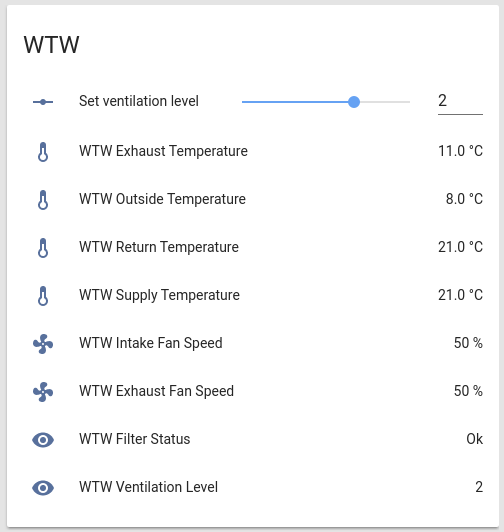 WTW
Set ventilation level 2
WTW Exhaust Temperature 11.0 °C
WTW Outside Temperature 8.0 °C
WTW Return Temperature 21.0 °C
WTW Supply Temperature 21.0 °C
WTW Intake Fan Speed 50 %
WTW Exhaust Fan Speed 50 %
WTW Filter Status Ok
WTW Ventilation Level 2